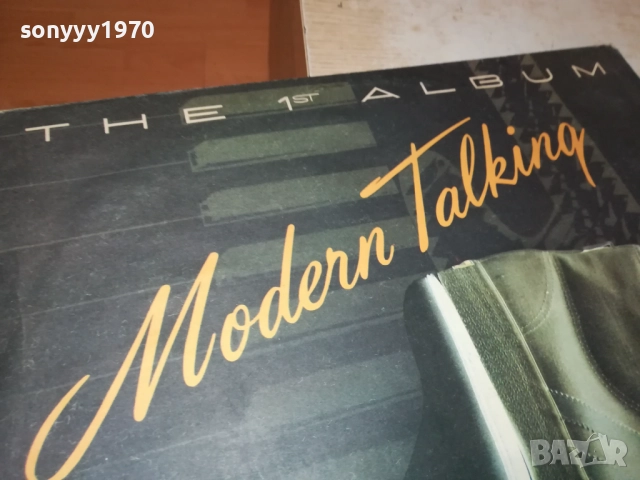 sonyyy1970
THE 1ST ALBUM
Modern Talking
BAZAR